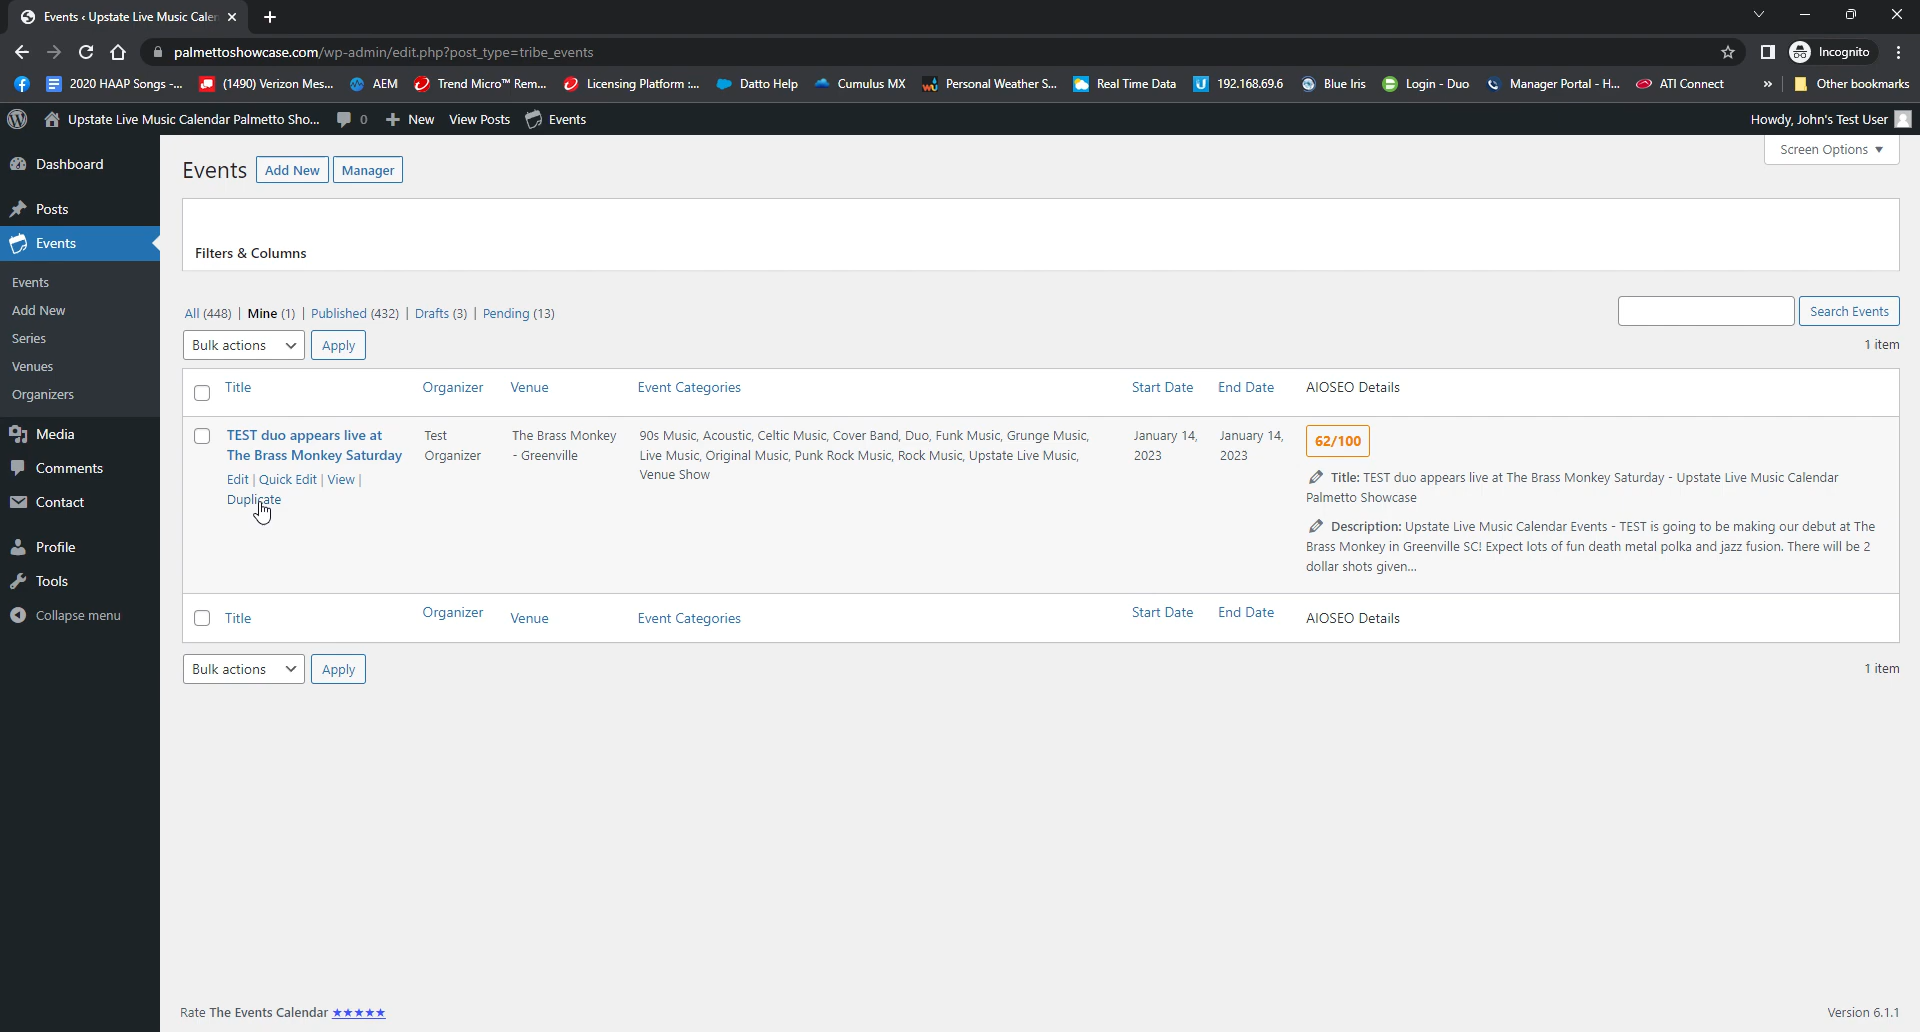 Events ‹ Upstate Live Music Caler
palmettoshowcase.com/wp-admin/edit.php?post_type=tribe_events
Incognito
2020 HAAP Songs -...
(1490) Verizon Mes...
AEM
Trend Micro™ Rem...
Licensing Platform :...
Datto Help
Cumulus MX
Personal Weather S...
Real Time Data
192.168.69.6
Blue Iris
Login - Duo
Manager Portal - H...
ATI Connect
»
Other bookmarks
Upstate Live Music Calendar Palmetto Sho...
0
New
View Posts
Events
Howdy, John's Test User
Dashboard
Posts
Events
Events
Add New
Series
Venues
Organizers
Media
Comments
Contact
Profile
Tools
Collapse menu
Screen Options
Events Add New Manager
Filters & Columns
All (448) | Mine (1) | Published (432) | Drafts (3) | Pending (13)
Search Events
Bulk actions Apply
1 item
Title Organizer Venue Event Categories Start Date End Date AIOSEO Details
TEST duo appears live at
The Brass Monkey Saturday
Edit | Quick Edit | View |
Duplicate
Test
Organizer
The Brass Monkey
- Greenville
90s Music, Acoustic, Celtic Music, Cover Band, Duo, Funk Music, Grunge Music,
Live Music, Original Music, Punk Rock Music, Rock Music, Upstate Live Music,
Venue Show
January 14,
2023
January 14,
2023
62/100
Title: TEST duo appears live at The Brass Monkey Saturday - Upstate Live Music Calendar
Palmetto Showcase
Description: Upstate Live Music Calendar Events - TEST is going to be making our debut at The
Brass Monkey in Greenville SC! Expect lots of fun death metal polka and jazz fusion. There will be 2
dollar shots given...
Title Organizer Venue Event Categories Start Date End Date AIOSEO Details
Bulk actions Apply
1 item
Rate The Events Calendar ★★★★★
Version 6.1.1